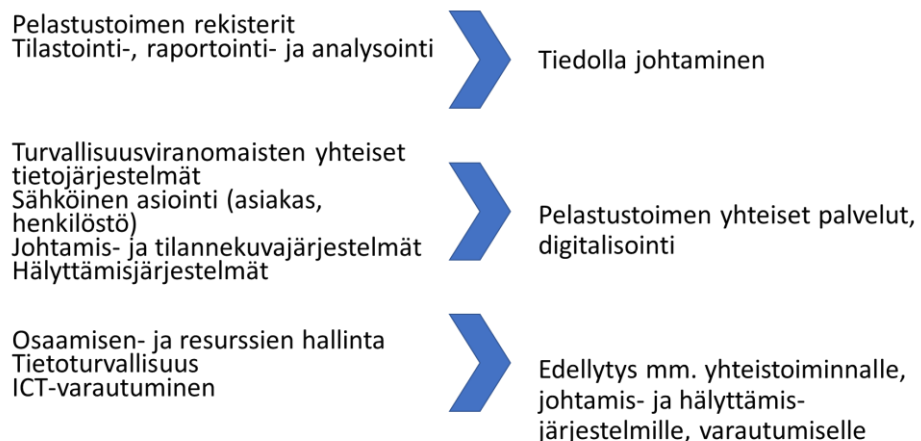 Pelastustoimen rekisterit
Tilastointi-, raportointi- ja analysointi
Tiedolla johtaminen
Turvallisuusviranomaisten yhteiset
tietojärjestelmät
Sähköinen asiointi (asiakas,
henkilöstö)
Johtamis- ja tilannekuvajärjestelmät
Hälyttämisjärjestelmät
Pelastustoimen yhteiset palvelut,
digitalisointi
Osaamisen- ja resurssien hallinta
Tietoturvallisuus
ICT-varautuminen
Edellytys mm. yhteistoiminnalle,
johtamis- ja hälyttämis-
järjestelmille, varautumiselle